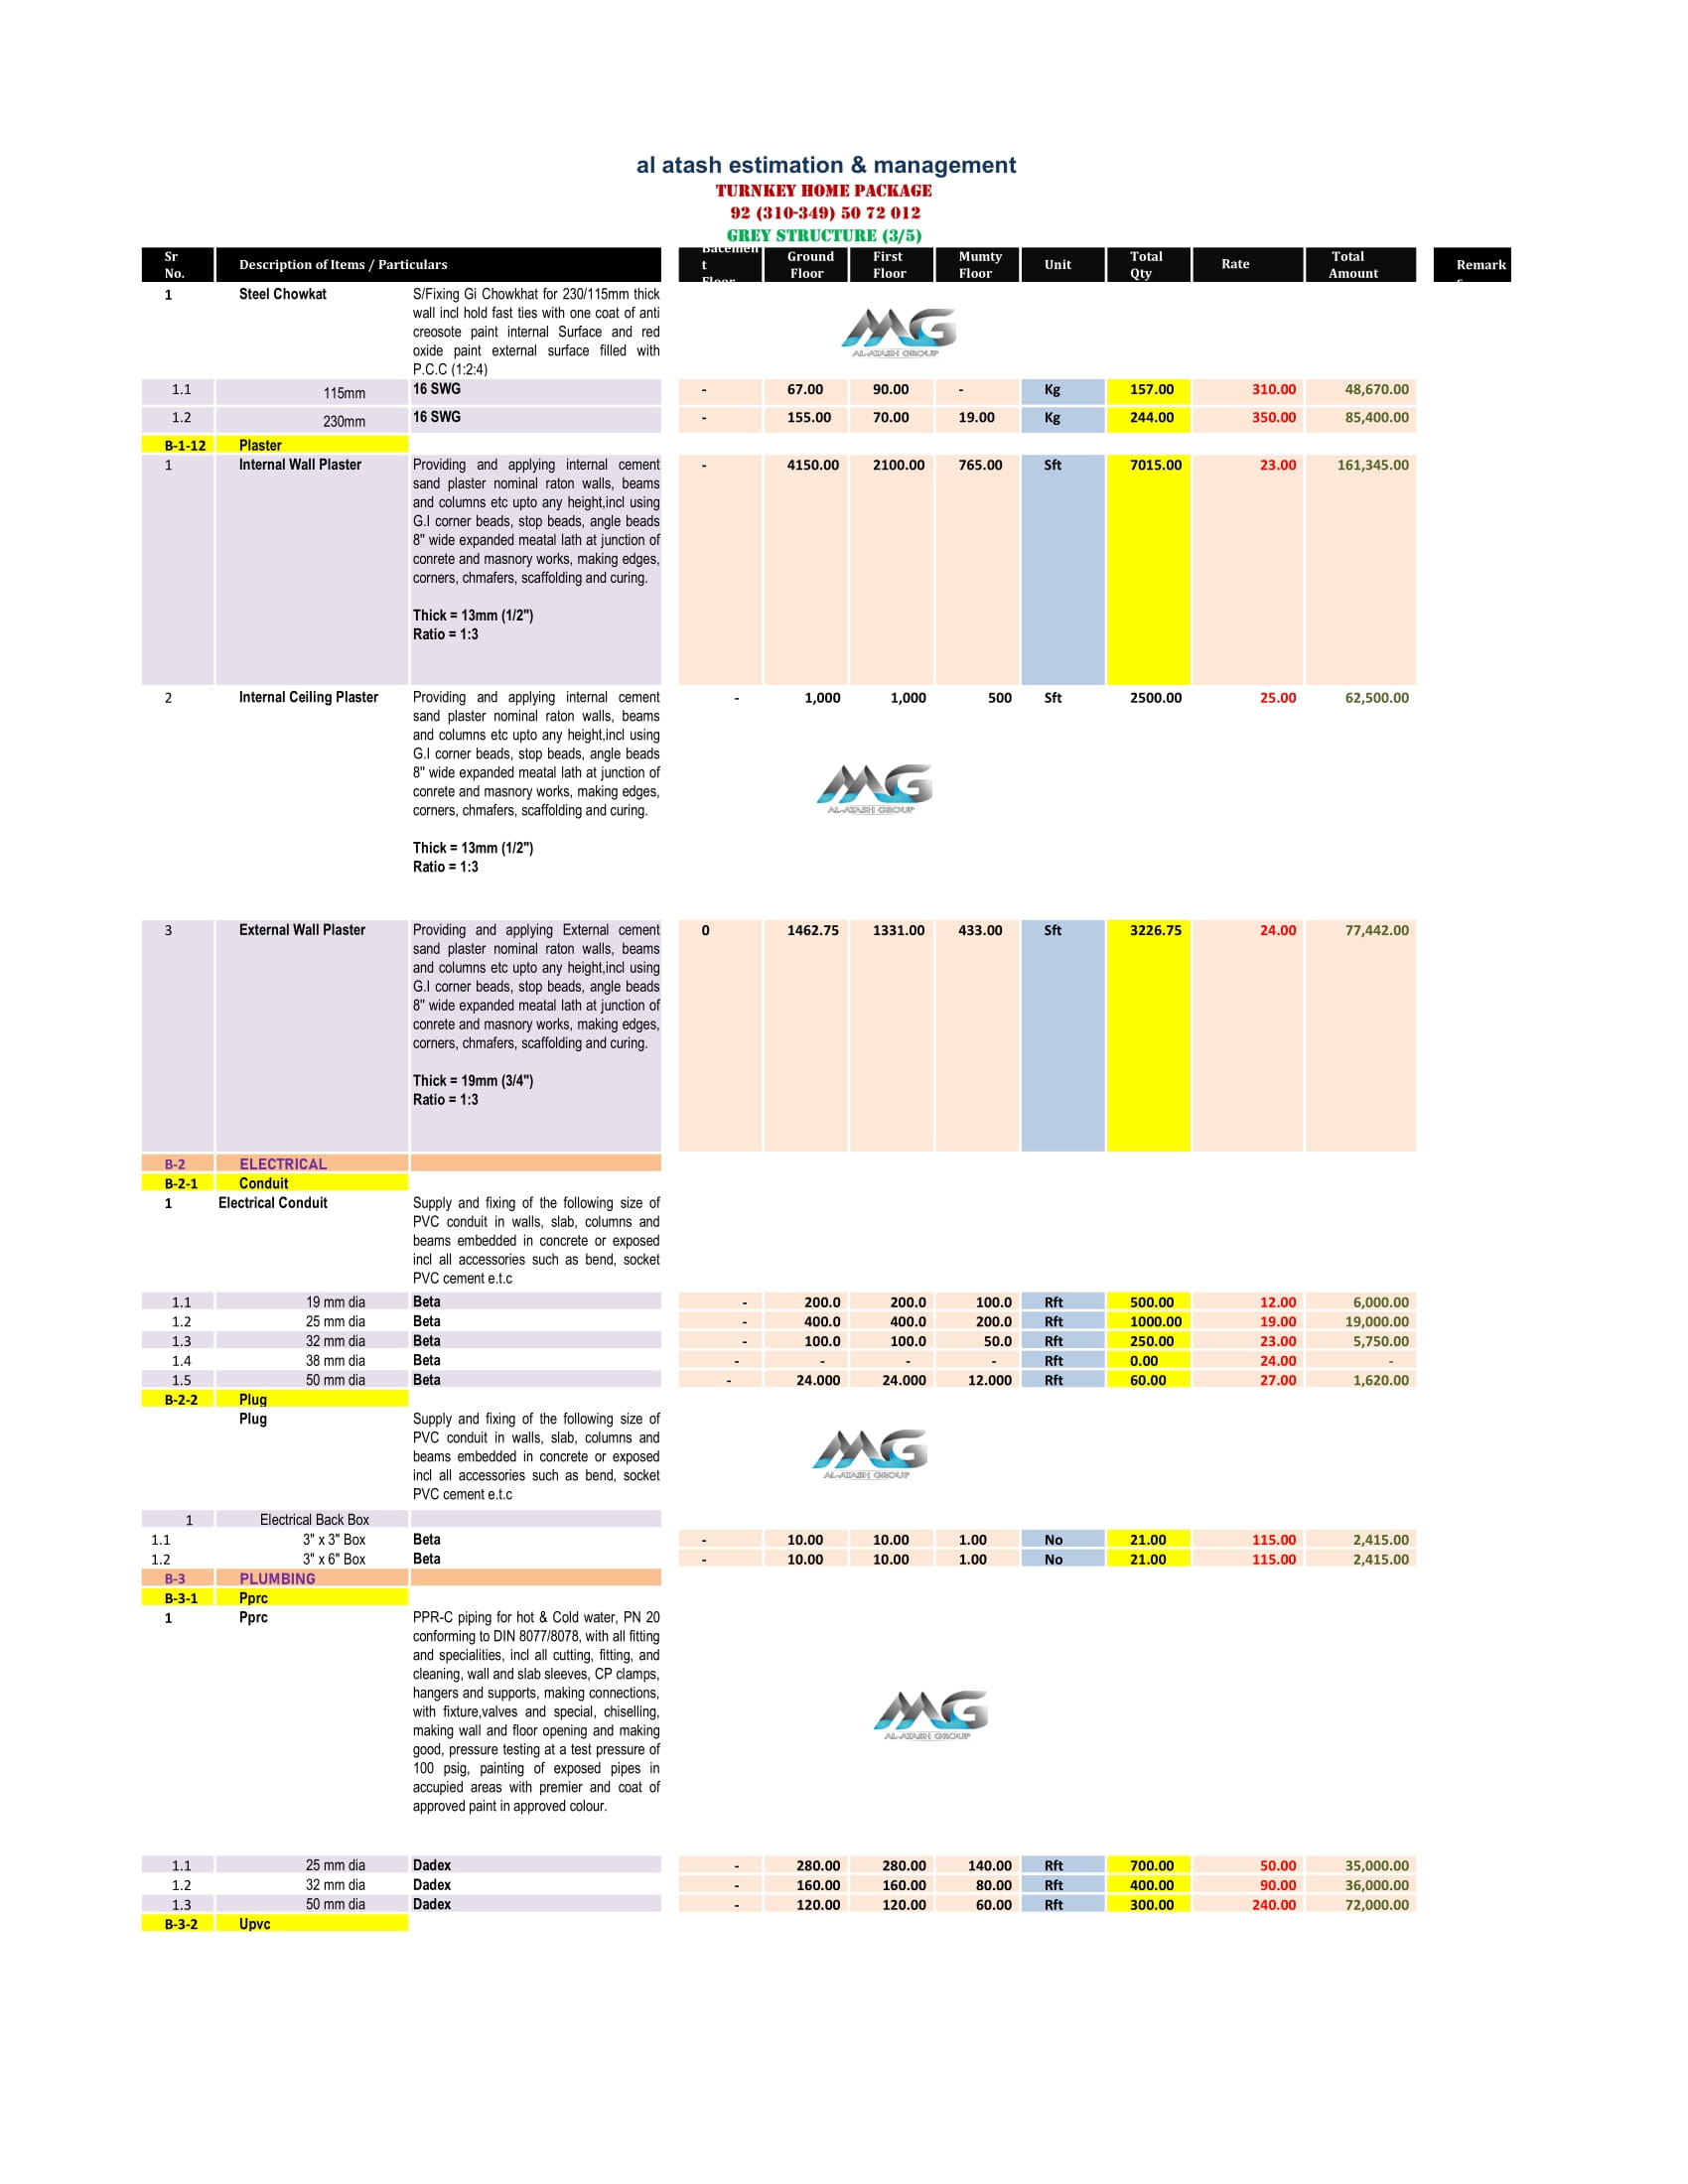 al atash estimation & management
TURNKEY HOME PACKAGE
92 (310-349) 50 72 012
GREY STRUCTURE (3/5)
Sr No. Description of Items / Particulars Bacement Floor Ground Floor First Floor Mumty Floor Unit Total Qty Rate Total Amount Remark
1 Steel Chowkat S/Fixing Gi Chowkhat for 230/115mm thick
wall incl hold fast ties with one coat of anti
creosote paint internal Surface and red
oxide paint external surface filled with
P.C.C (1:2:4)
AL-ATASH GROUP
1.1 115mm 16 SWG - 67.00 90.00 - Kg 157.00 310.00 48,670.00
1.2 230mm 16 SWG - 155.00 70.00 19.00 Kg 244.00 350.00 85,400.00
B-1-12 Plaster
1 Internal Wall Plaster Providing and applying internal cement - 4150.00 2100.00 765.00 Sft 7015.00 23.00 161,345.00
sand plaster nominal raton walls, beams
and columns etc upto any height,incl using
G.I corner beads, stop beads, angle beads
8" wide expanded meatal lath at junction of
conrete and masnory works, making edges,
corners, chmafers, scaffolding and curing.
Thick = 13mm (1/2")
Ratio = 1:3
2 Internal Ceiling Plaster Providing and applying internal cement - 1,000 1,000 500 Sft 2500.00 25.00 62,500.00
sand plaster nominal raton walls, beams
and columns etc upto any height,incl using
G.I corner beads, stop beads, angle beads
8" wide expanded meatal lath at junction of
conrete and masnory works, making edges,
corners, chmafers, scaffolding and curing.
AL-ATASH GROUP
Thick = 13mm (1/2")
Ratio = 1:3
3 External Wall Plaster Providing and applying External cement 0 1462.75 1331.00 433.00 Sft 3226.75 24.00 77,442.00
sand plaster nominal raton walls, beams
and columns etc upto any height,incl using
G.I corner beads, stop beads, angle beads
8" wide expanded meatal lath at junction of
conrete and masnory works, making edges,
corners, chmafers, scaffolding and curing.
Thick = 19mm (3/4")
Ratio = 1:3
B-2 ELECTRICAL
B-2-1 Conduit
1 Electrical Conduit Supply and fixing of the following size of
PVC conduit in walls, slab, columns and
beams embedded in concrete or exposed
incl all accessories such as bend, socket
PVC cement e.t.c
1.1 19 mm dia Beta - 200.0 200.0 100.0 Rft 500.00 12.00 6,000.00
1.2 25 mm dia Beta - 400.0 400.0 200.0 Rft 1000.00 19.00 19,000.00
1.3 32 mm dia Beta - 100.0 100.0 50.0 Rft 250.00 23.00 5,750.00
1.4 38 mm dia Beta - - - - Rft 0.00 24.00 -
1.5 50 mm dia Beta - 24.000 24.000 12.000 Rft 60.00 27.00 1,620.00
B-2-2 Plug
Plug Supply and fixing of the following size of
PVC conduit in walls, slab, columns and
beams embedded in concrete or exposed
incl all accessories such as bend, socket
PVC cement e.t.c
AL-ATASH GROUP
1 Electrical Back Box
1.1 3" x 3" Box Beta - 10.00 10.00 1.00 No 21.00 115.00 2,415.00
1.2 3" x 6" Box Beta - 10.00 10.00 1.00 No 21.00 115.00 2,415.00
B-3 PLUMBING
B-3-1 Pprc
1 Pprc PPR-C piping for hot & Cold water, PN 20
conforming to DIN 8077/8078, with all fitting
and specialities, incl all cutting, fitting, and
cleaning, wall and slab sleeves, CP clamps,
hangers and supports, making connections,
with fixture,valves and special, chiselling,
making wall and floor opening and making
good, pressure testing at a test pressure of
100 psig, painting of exposed pipes in
accupied areas with premier and coat of
approved paint in approved colour.
AL-ATASH GROUP
1.1 25 mm dia Dadex - 280.00 280.00 140.00 Rft 700.00 50.00 35,000.00
1.2 32 mm dia Dadex - 160.00 160.00 80.00 Rft 400.00 90.00 36,000.00
1.3 50 mm dia Dadex - 120.00 120.00 60.00 Rft 300.00 240.00 72,000.00
B-3-2 Upvc